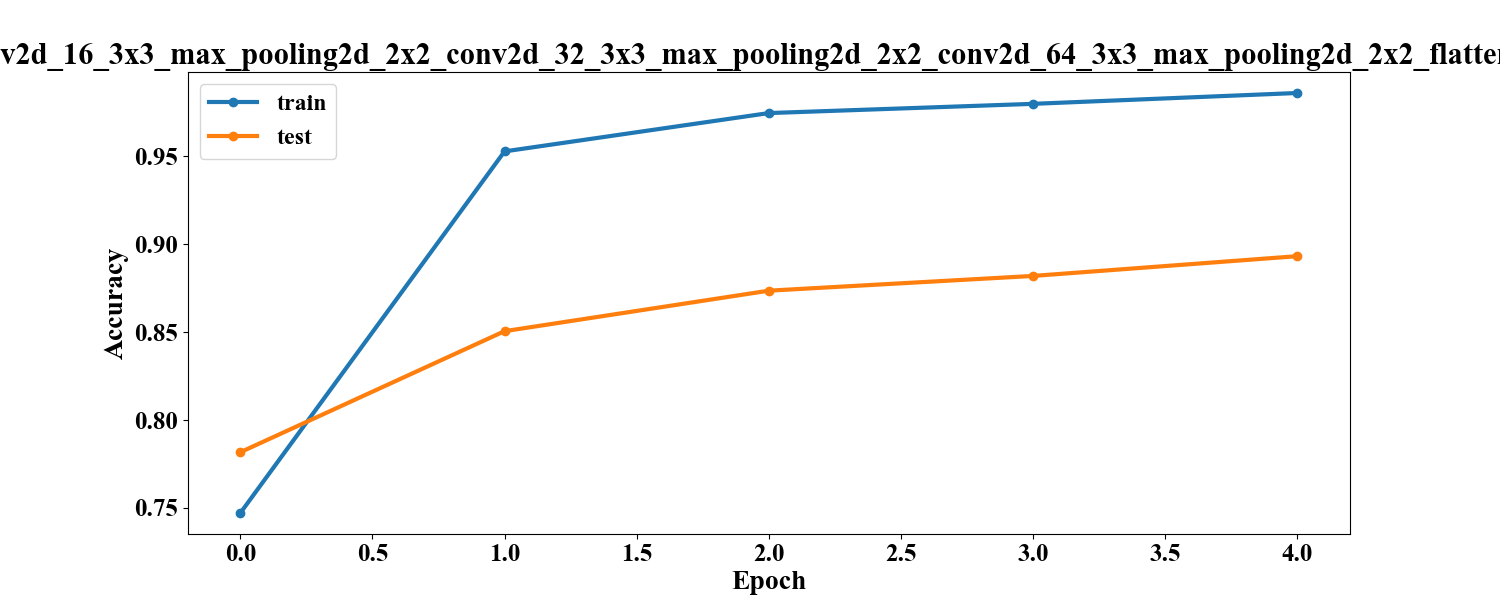 v2d_16_3x3_max_pooling2d_2x2_conv2d_32_3x3_max_pooling2d_2x2_conv2d_64_3x3_max_pooling2d_2x2_flatte
train
test
0.95
0.90
0.85
0.80
0.75
Accuracy
0.0 0.5 1.0 1.5 2.0 2.5 3.0 3.5 4.0
Epoch